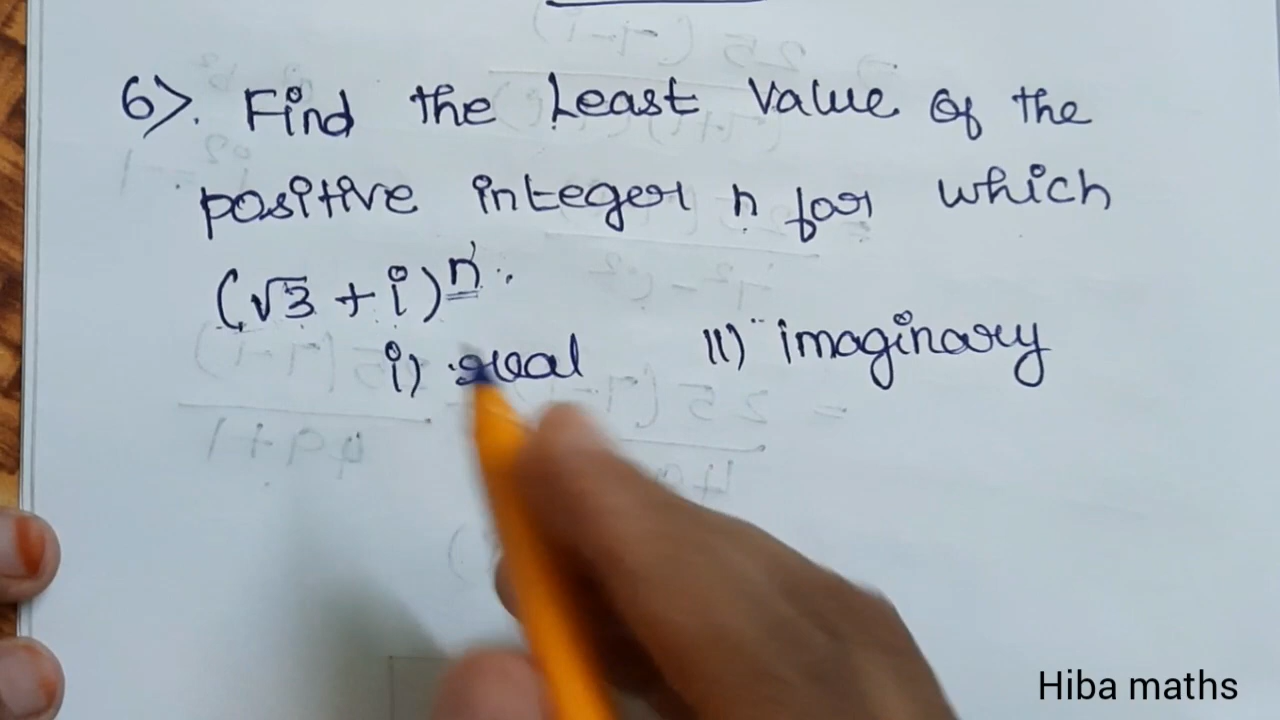 6>. Find the Least Value of the
positive integer n for which
(√3 + i)ⁿ.
i) real ii) imaginary
Hiba maths